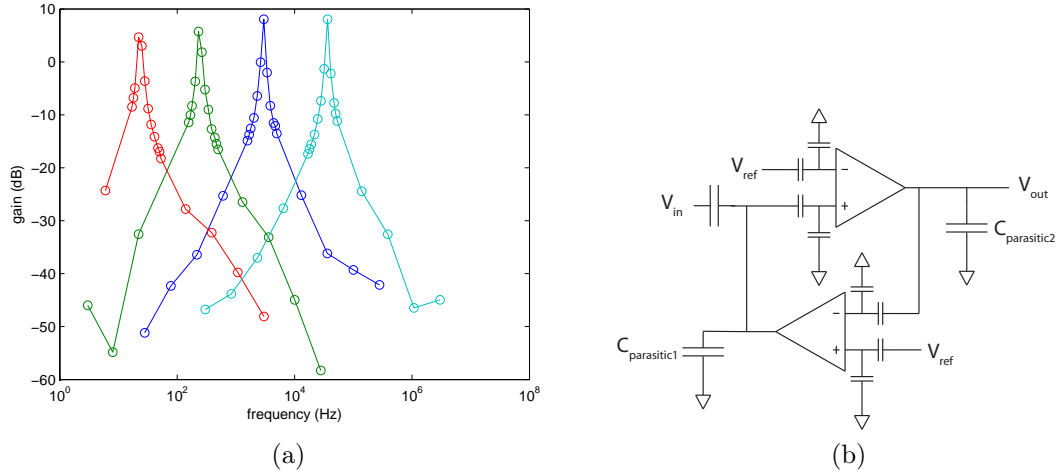 10
0
−10
−20
−30
−40
−50
−60
gain (dB)
10^0
10^2
10^4
10^6
10^8
frequency (Hz)
(a)
V_ref
V_in
−
+
V_out
C_parasitic2
−
+
C_parasitic1
V_ref
(b)